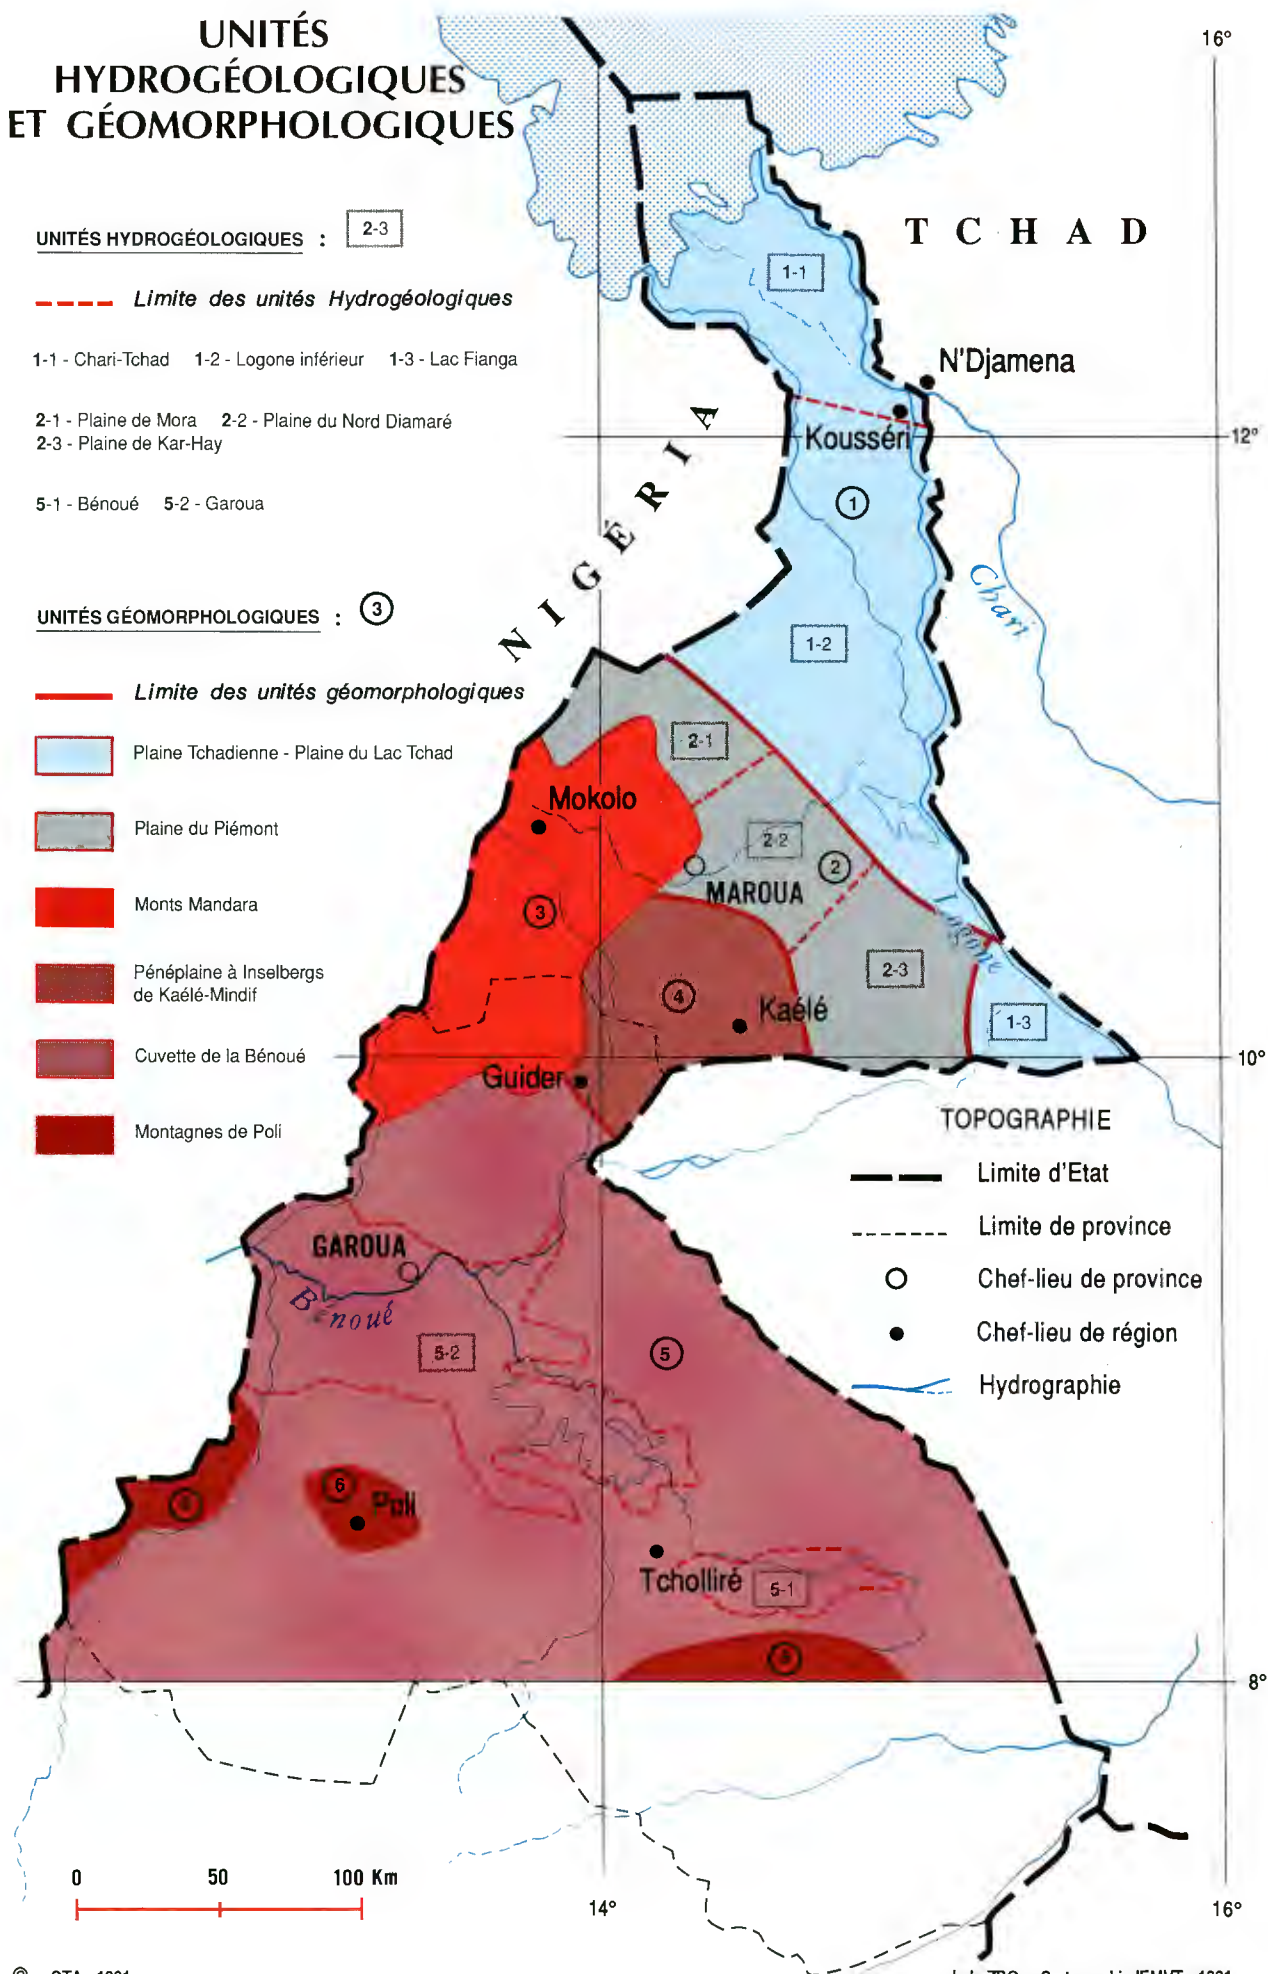 UNITÉS
HYDROGÉOLOGIQUES
ET GÉOMORPHOLOGIQUES
16°
UNITÉS HYDROGÉOLOGIQUES : 2-3
Limite des unités Hydrogéologiques
1-1 - Chari-Tchad 1-2 - Logone inférieur 1-3 - Lac Fianga
2-1 - Plaine de Mora 2-2 - Plaine du Nord Diamaré
2-3 - Plaine de Kar-Hay
5-1 - Bénoué 5-2 - Garoua
UNITÉS GÉOMORPHOLOGIQUES : 3
Limite des unités géomorphologiques
Plaine Tchadienne - Plaine du Lac Tchad
Plaine du Piémont
Monts Mandara
Pénéplaine à Inselbergs
de Kaélé-Mindif
Cuvette de la Bénoué
Montagnes de Poli
TCHAD
1-1
N'Djamena
Kousséri
12°
NIGÉRIA
1
Chari
1-2
2-1
Mokolo
2-2
2
MAROUA
3
Logone
2-3
4
Kaélé
1-3
10°
Guider
TOPOGRAPHIE
Limite d'Etat
Limite de province
Chef-lieu de province
Chef-lieu de région
Hydrographie
GAROUA
Bénoué
5-2
5
6
6
Poli
Tcholliré
5-1
8°
0 50 100 Km
14°
16°